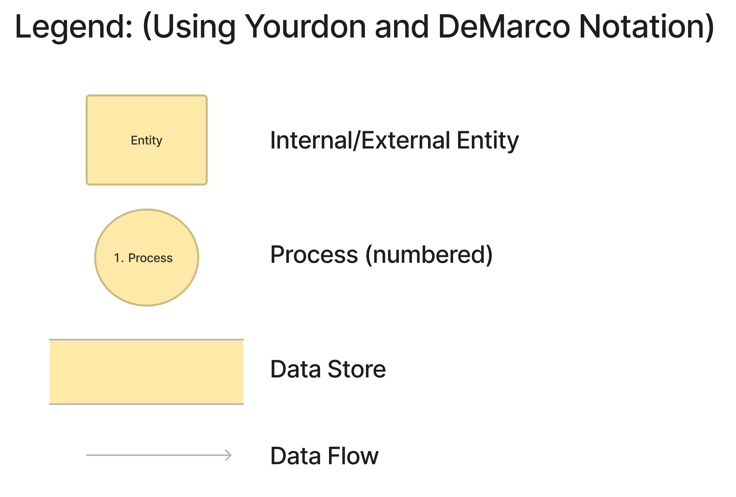 Legend: (Using Yourdon and DeMarco Notation)
Entity
Internal/External Entity
1. Process
Process (numbered)
Data Store
Data Flow